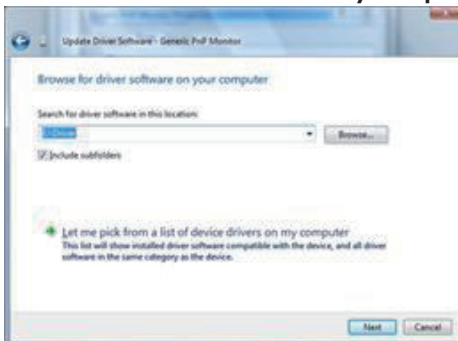 Update Driver Software - Generic PnP Monitor
Browse for driver software on your computer
Search for driver software in this location:
Browse...
Include subfolders
Let me pick from a list of device drivers on my computer
This list will show installed driver software compatible with the device, and all driver
software in the same category as the device.
Next Cancel